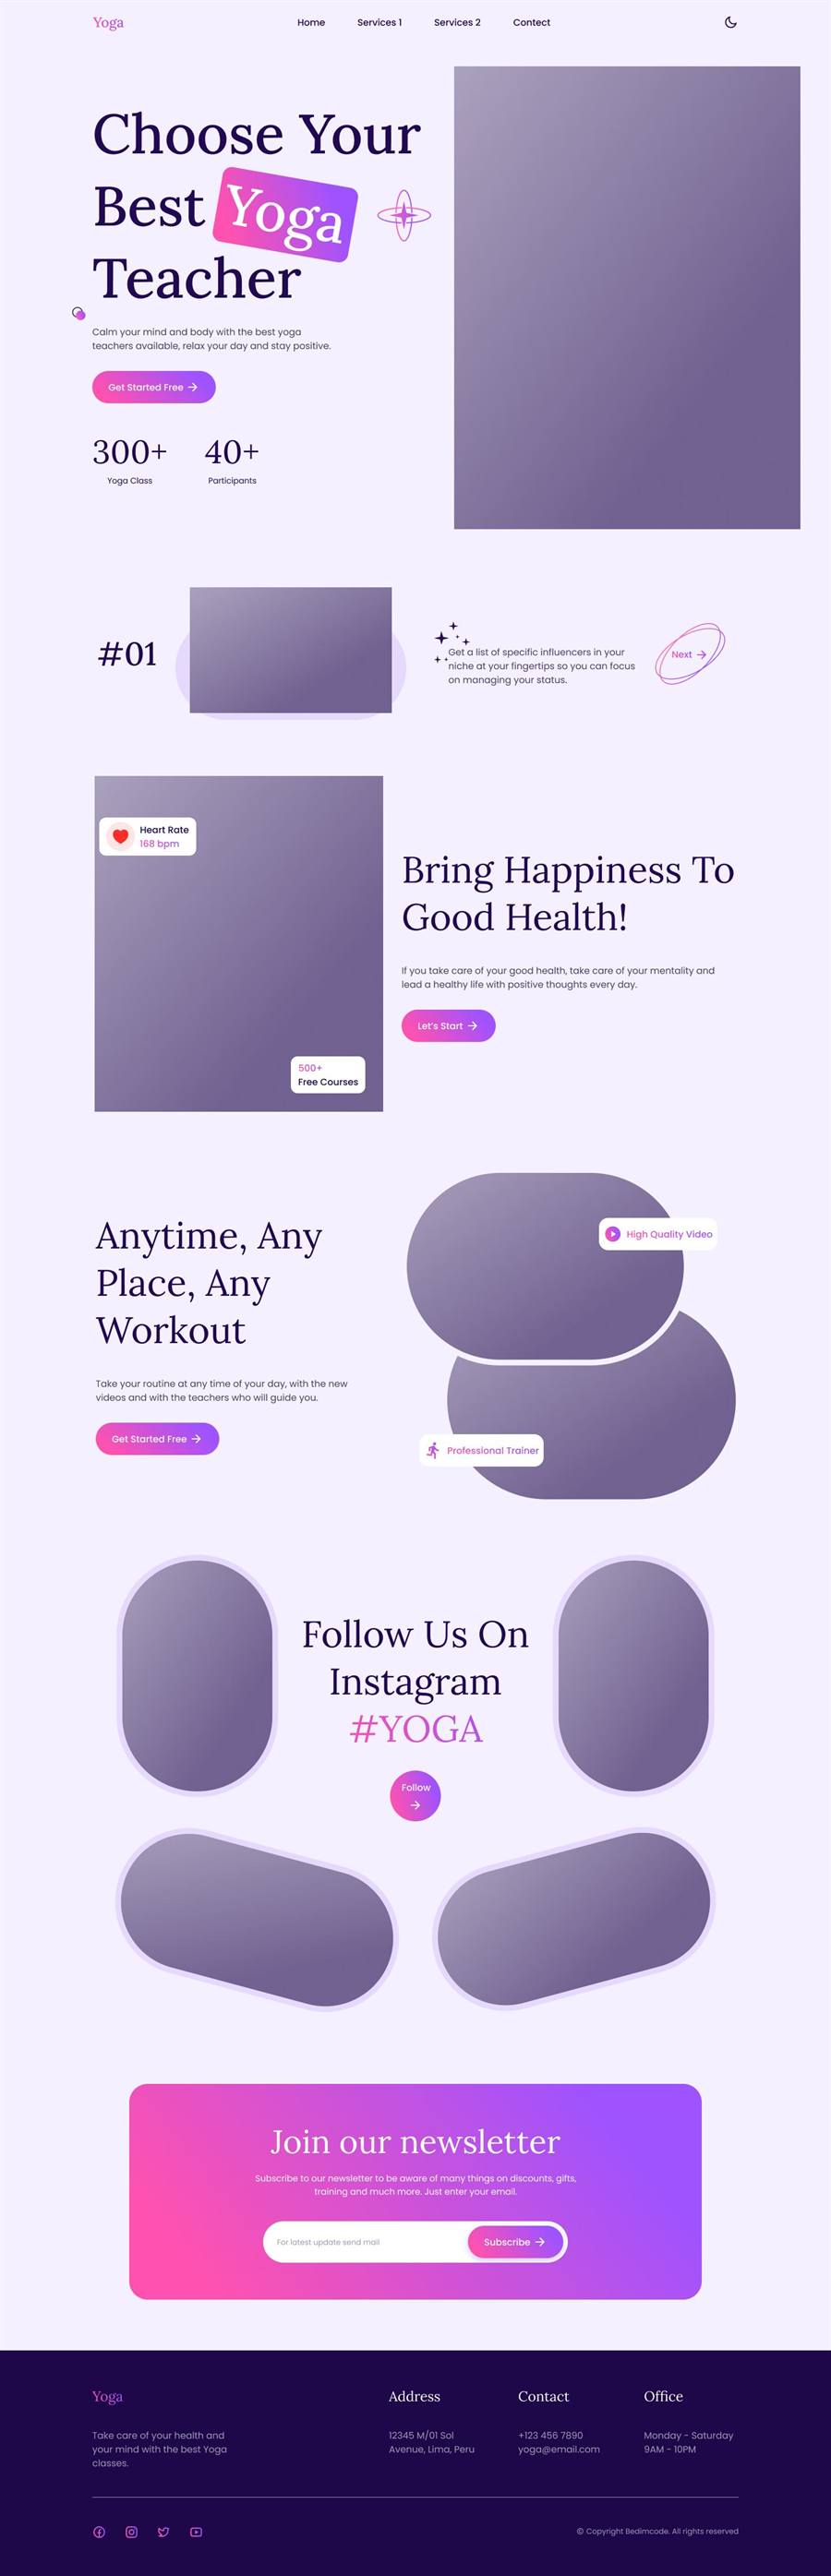 Yoga
Home
Services 1
Services 2
Contect
Choose Your
Best Yoga
Teacher
Calm your mind and body with the best yoga
teachers available, relax your day and stay positive.
Get Started Free
300+
Yoga Class
40+
Participants
#01
Get a list of specific influencers in your
niche at your fingertips so you can focus
on managing your status.
Next
Heart Rate
168 bpm
500+
Free Courses
Bring Happiness To
Good Health!
If you take care of your good health, take care of your mentality and
lead a healthy life with positive thoughts every day.
Let's Start
Anytime, Any
Place, Any
Workout
Take your routine at any time of your day, with the new
videos and with the teachers who will guide you.
Get Started Free
High Quality Video
Professional Trainer
Follow Us On
Instagram
#YOGA
Follow
Join our newsletter
Subscribe to our newsletter to be aware of many things on discounts, gifts,
training and much more. Just enter your email.
For latest update send mail
Subscribe
Yoga
Take care of your health and
your mind with the best Yoga
classes.
Address
12345 M/01 Sol
Avenue, Lima, Peru
Contact
+123 456 7890
yoga@email.com
Office
Monday - Saturday
9AM - 10PM
© Copyright Bedimcode. All rights reserved